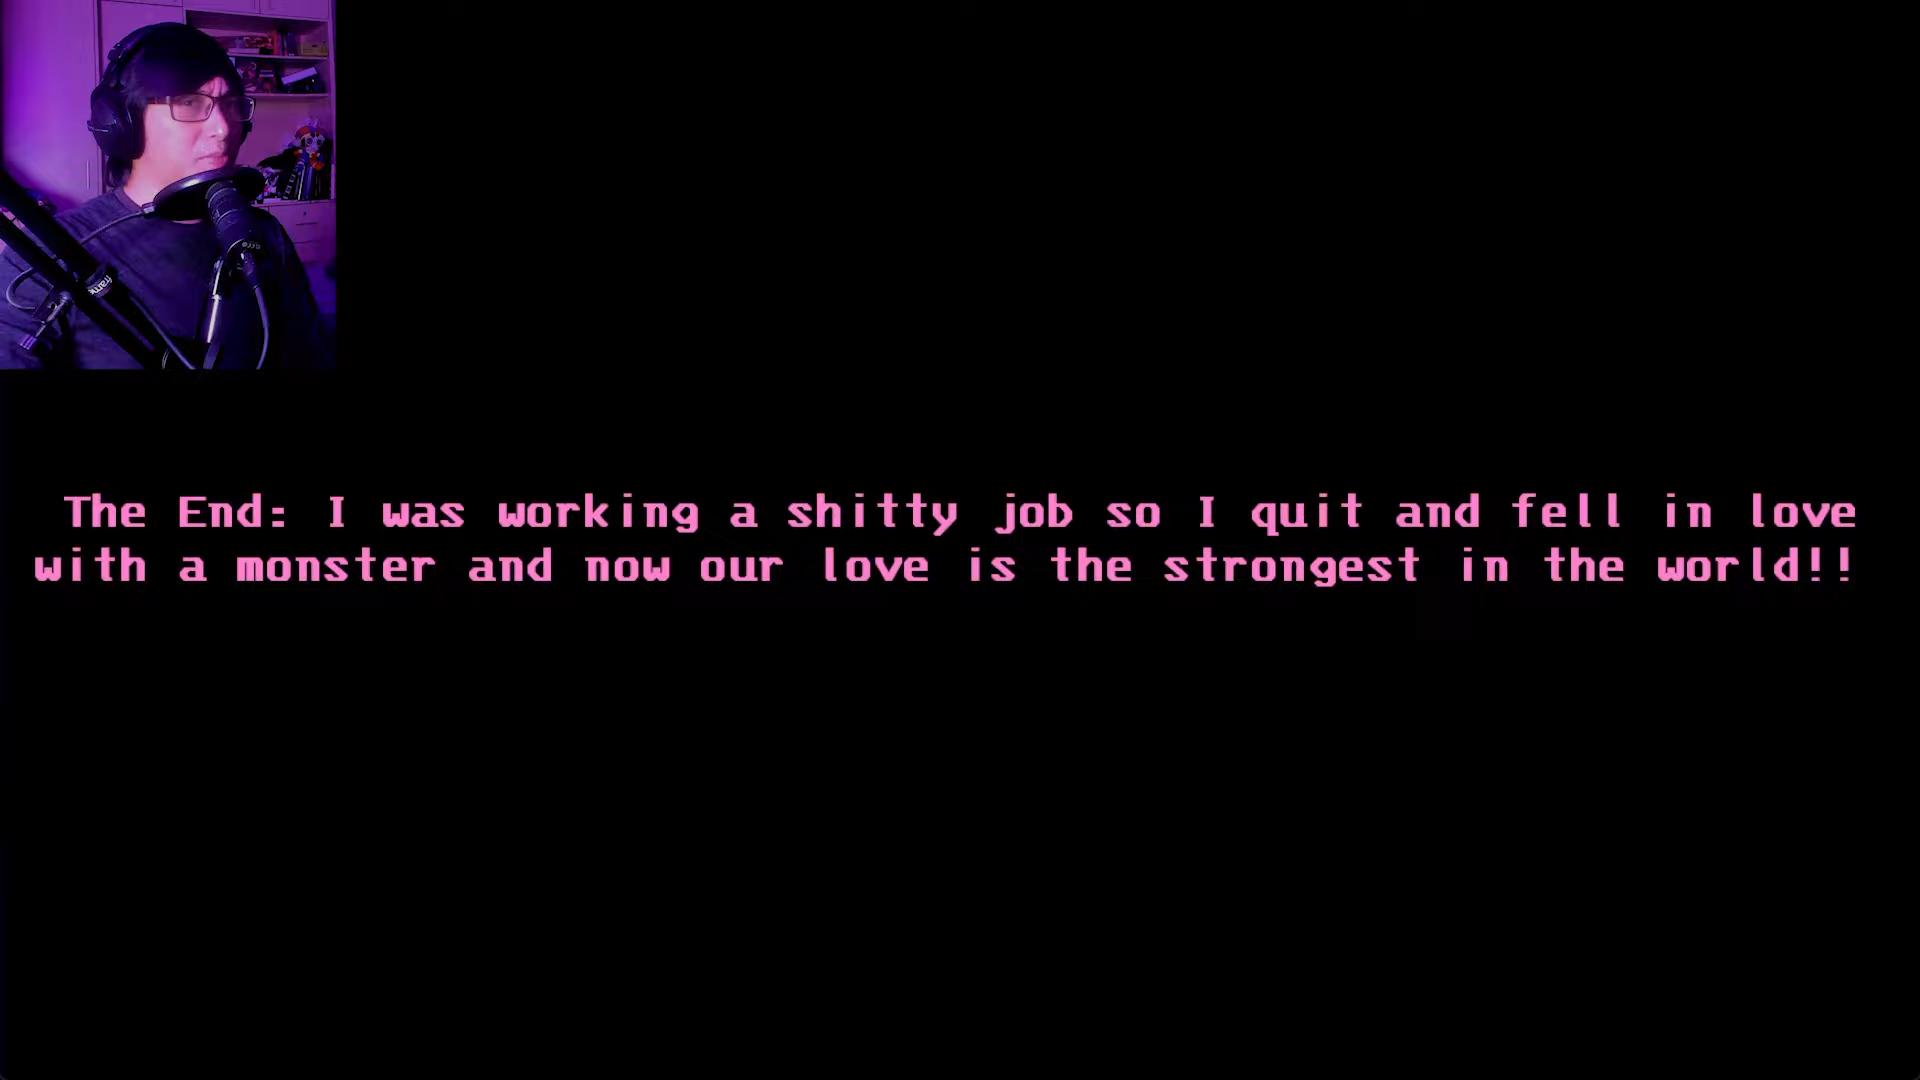 The End: I was working a shitty job so I quit and fell in love
with a monster and now our love is the strongest in the world!!